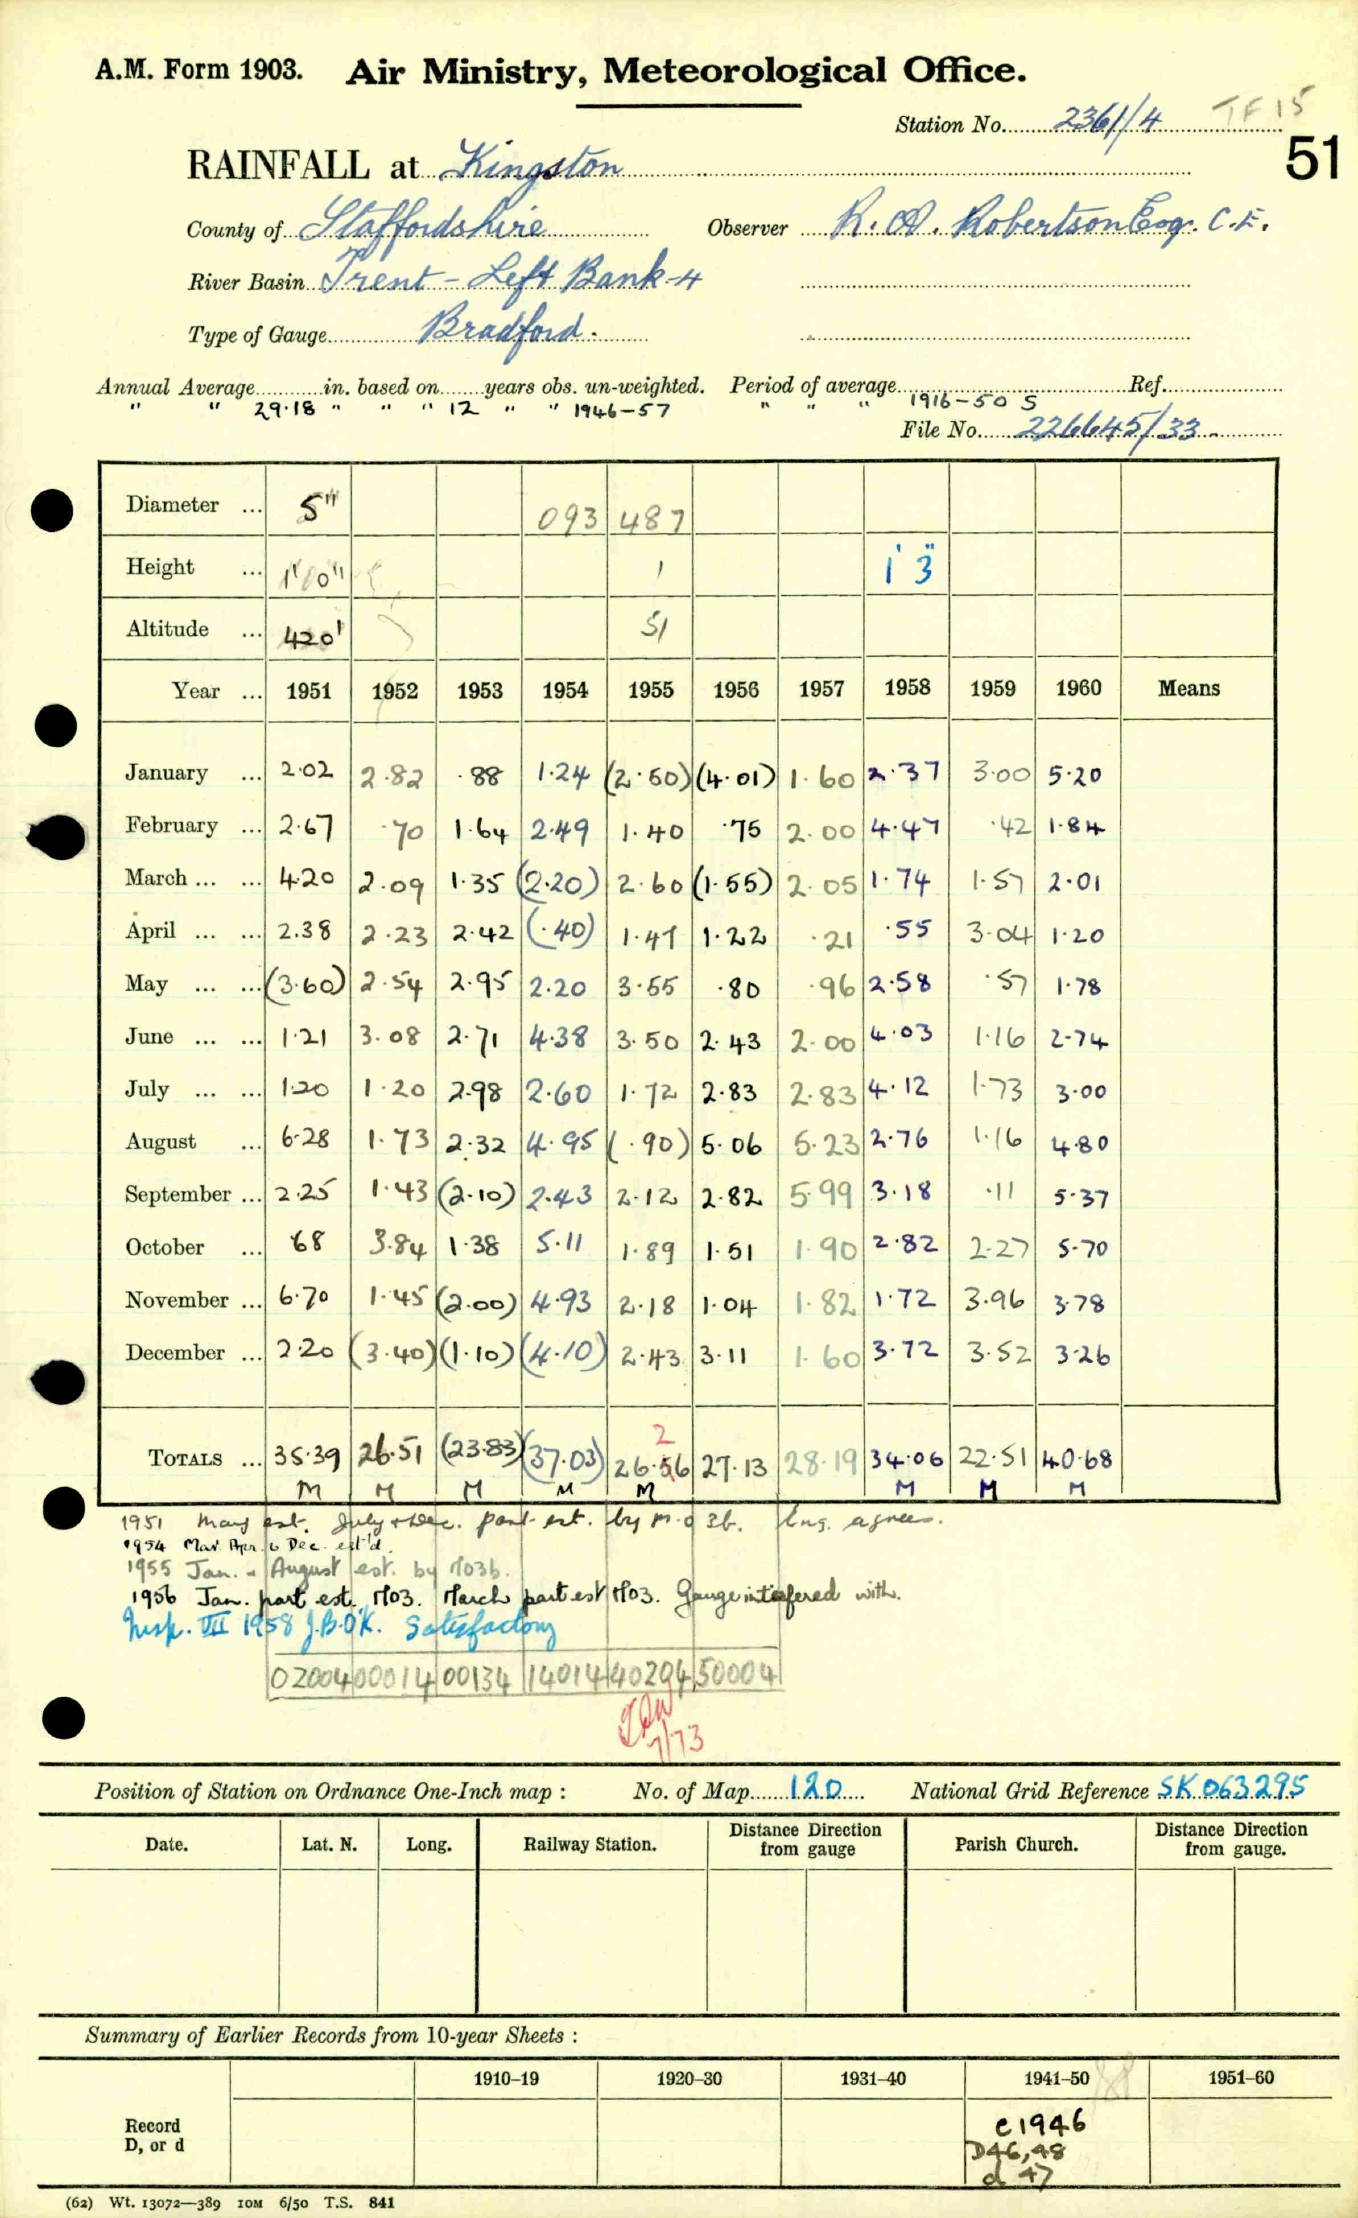 A.M. Form 1903. Air Ministry, Meteorological Office.
Station No. 2361/4 TF 15
51
RAINFALL at Kingston
County of Staffordshire Observer R. A. Robertson Esq. C.E.
River Basin Trent - Left Bank-4
Type of Gauge Bradford.
Annual Average in. based on years obs. un-weighted. Period of average Ref.
" " 29.18 " " " 12 " " 1946-57 " " " 1916-50 S
File No. 226645/33
Diameter ... 5" 093 487
Height ... 1'0" 1 1' 3"
Altitude ... 420' 51
Year ... 1951 1952 1953 1954 1955 1956 1957 1958 1959 1960 Means
January ... 2.02 2.82 .88 1.24 (2.50) (4.01) 1.60 2.37 3.00 5.20
February ... 2.67 .70 1.64 2.49 1.40 .75 2.00 4.47 .42 1.84
March ... ... 4.20 2.09 1.35 (2.20) 2.60 (1.55) 2.05 1.74 1.57 2.01
April ... ... 2.38 2.23 2.42 (.40) 1.47 1.22 .21 .55 3.04 1.20
May ... ... (3.60) 2.54 2.95 2.20 3.55 .80 .96 2.58 .57 1.78
June ... ... 1.21 3.08 2.71 4.38 3.50 2.43 2.00 4.03 1.16 2.74
July ... ... 1.20 1.20 2.98 2.60 1.72 2.83 2.83 4.12 1.73 3.00
August ... 6.28 1.73 2.32 4.95 (.90) 5.06 5.23 2.76 1.16 4.80
September ... 2.25 1.43 (2.10) 2.43 2.12 2.82 5.99 3.18 .11 5.37
October ... 68 3.84 1.38 5.11 1.89 1.51 1.90 2.82 2.27 5.70
November ... 6.70 1.45 (2.00) 4.93 2.18 1.04 1.82 1.72 3.96 3.78
December ... 2.20 (3.40) (1.10) (4.10) 2.43 3.11 1.60 3.72 3.52 3.26
2
TOTALS ... 35.39 26.51 (23.83) (37.03) 26.56 27.13 28.19 34.06 22.51 40.68
M M M M M M M M
1951 May est. July & Dec. part est. by M.O 3b. Eng. agrees.
1954 Mar. Apr. & Dec. est'd.
1955 Jan. & August est. by M03b.
1956 Jan. part est. M03. March part est M03. Gauge interfered with.
Insp. VII 1958 J.B.O'K. Satisfactory
02004 00014 00134 14014 40204 50004
7/73
Position of Station on Ordnance One-Inch map : No. of Map 120 National Grid Reference SK 063295
Date. Lat. N. Long. Railway Station. Distance Direction from gauge Parish Church. Distance Direction from gauge.
Summary of Earlier Records from 10-year Sheets :
1910–19 1920–30 1931–40 1941–50 1951–60
Record
D, or d
c 1946
D46,48
d 47
(62) Wt. 13072—389 10M 6/50 T.S. 841